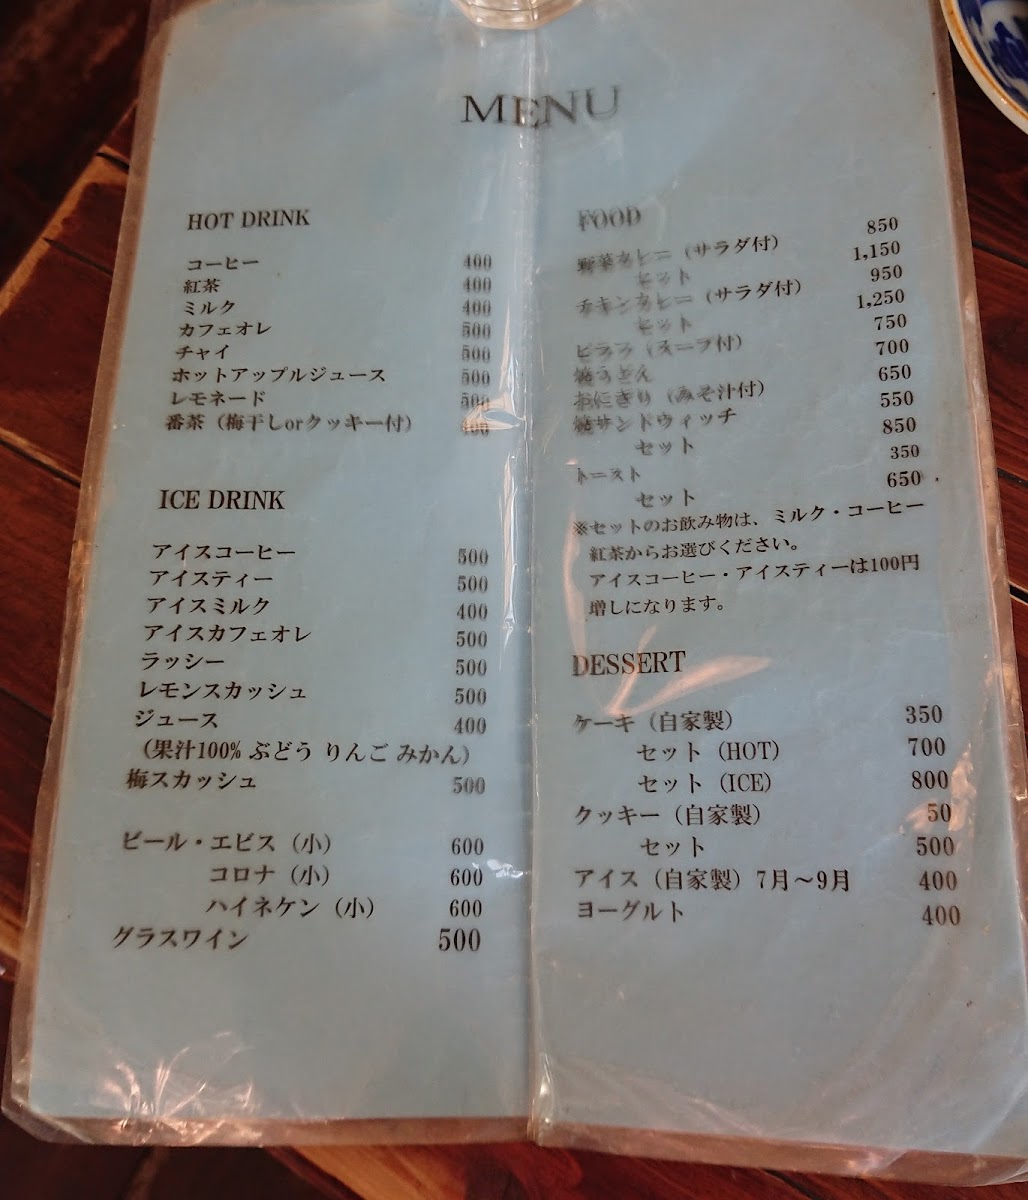 MENU
HOT DRINK
コーヒー 400
紅茶 400
ミルク 400
カフェオレ 500
チャイ 500
ホットアップルジュース 500
レモネード 500
番茶（梅干しorクッキー付） 400
ICE DRINK
アイスコーヒー 500
アイスティー 500
アイスミルク 400
アイスカフェオレ 500
ラッシー 500
レモンスカッシュ 500
ジュース 400
（果汁100% ぶどう りんご みかん）
梅スカッシュ 500
ビール・エビス（小） 600
コロナ（小） 600
ハイネケン（小） 600
グラスワイン 500
FOOD
野菜カレー（サラダ付） 850
セット 1,150
チキンカレー（サラダ付） 950
セット 1,250
ピラフ（スープ付） 750
焼うどん 700
おにぎり（みそ汁付） 650
焼サンドウィッチ 550
セット 850
トースト 350
セット 650
※セットのお飲み物は、ミルク・コーヒー
紅茶からお選びください。
アイスコーヒー・アイスティーは100円
増しになります。
DESSERT
ケーキ（自家製） 350
セット（HOT） 700
セット（ICE） 800
クッキー（自家製） 50
セット 500
アイス（自家製）7月～9月 400
ヨーグルト 400